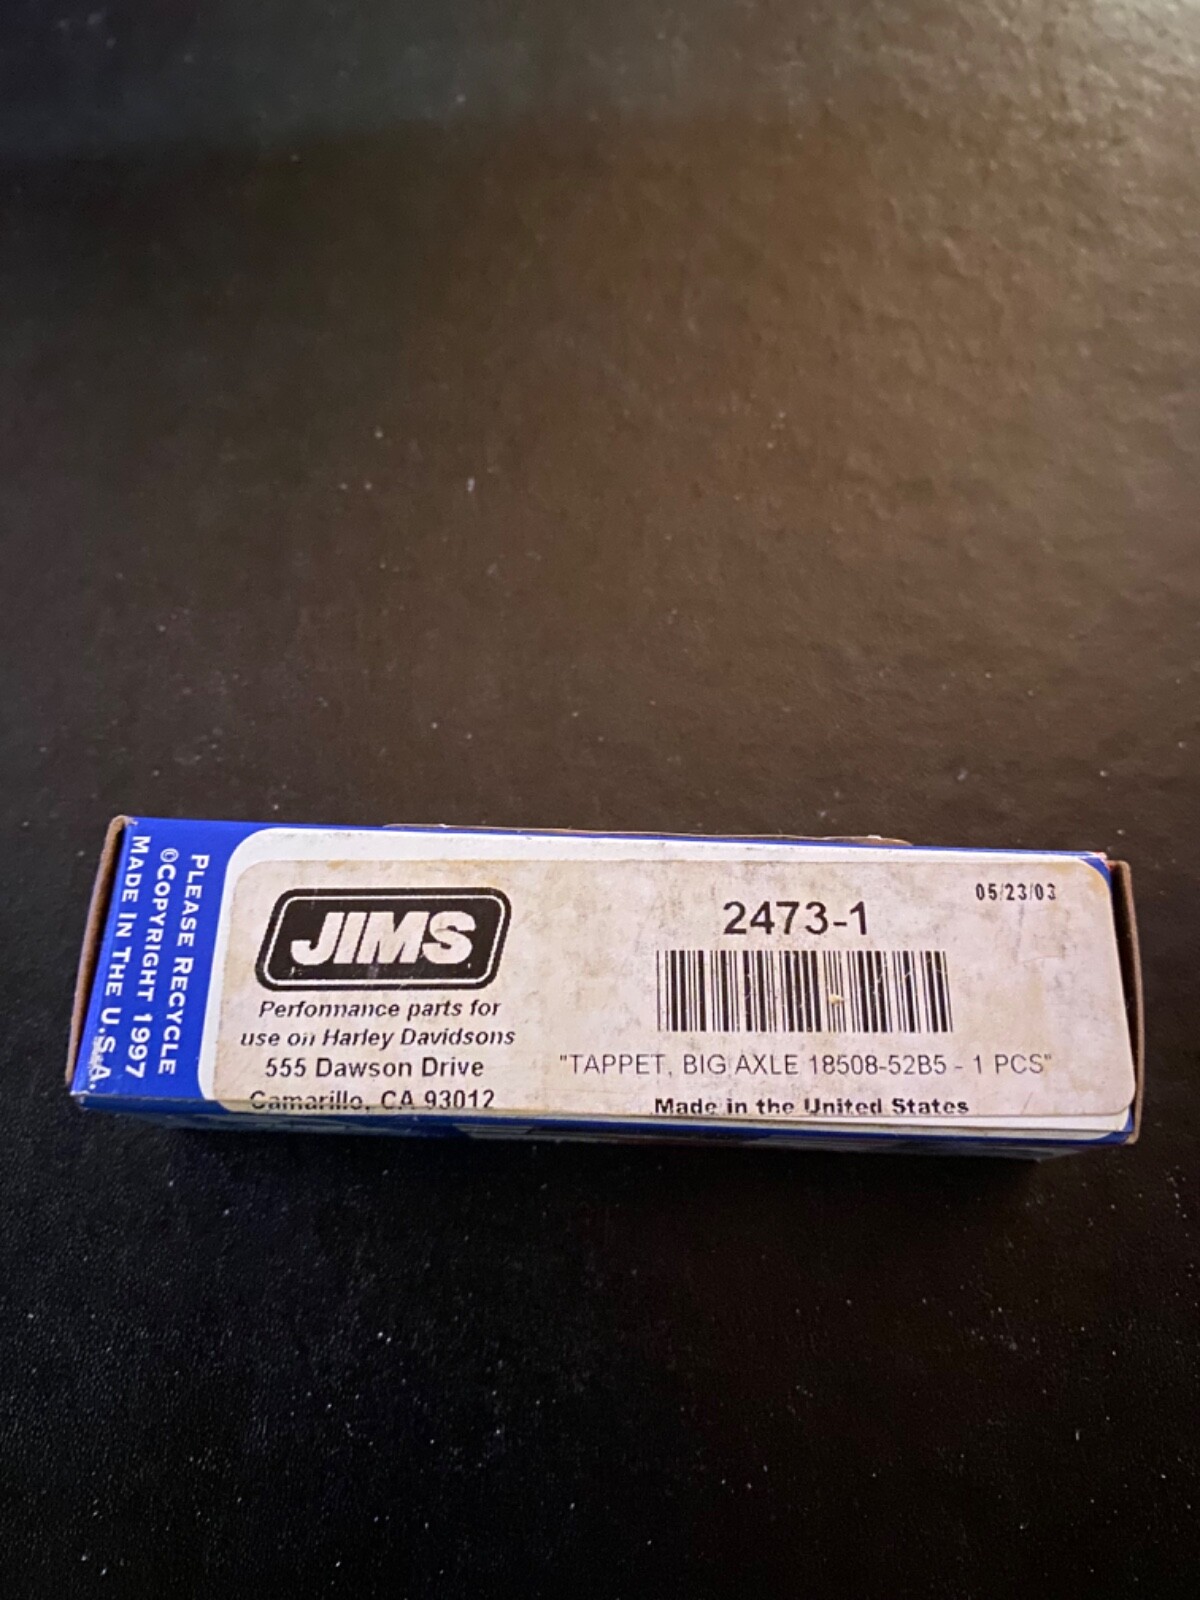 PLEASE RECYCLE
©COPYRIGHT 1997
MADE IN THE U.S.A.
JIMS
Performance parts for
use on Harley Davidsons
555 Dawson Drive
Camarillo, CA 93012
05/23/03
2473-1
"TAPPET, BIG AXLE 18508-52B5 - 1 PCS"
Made in the United States